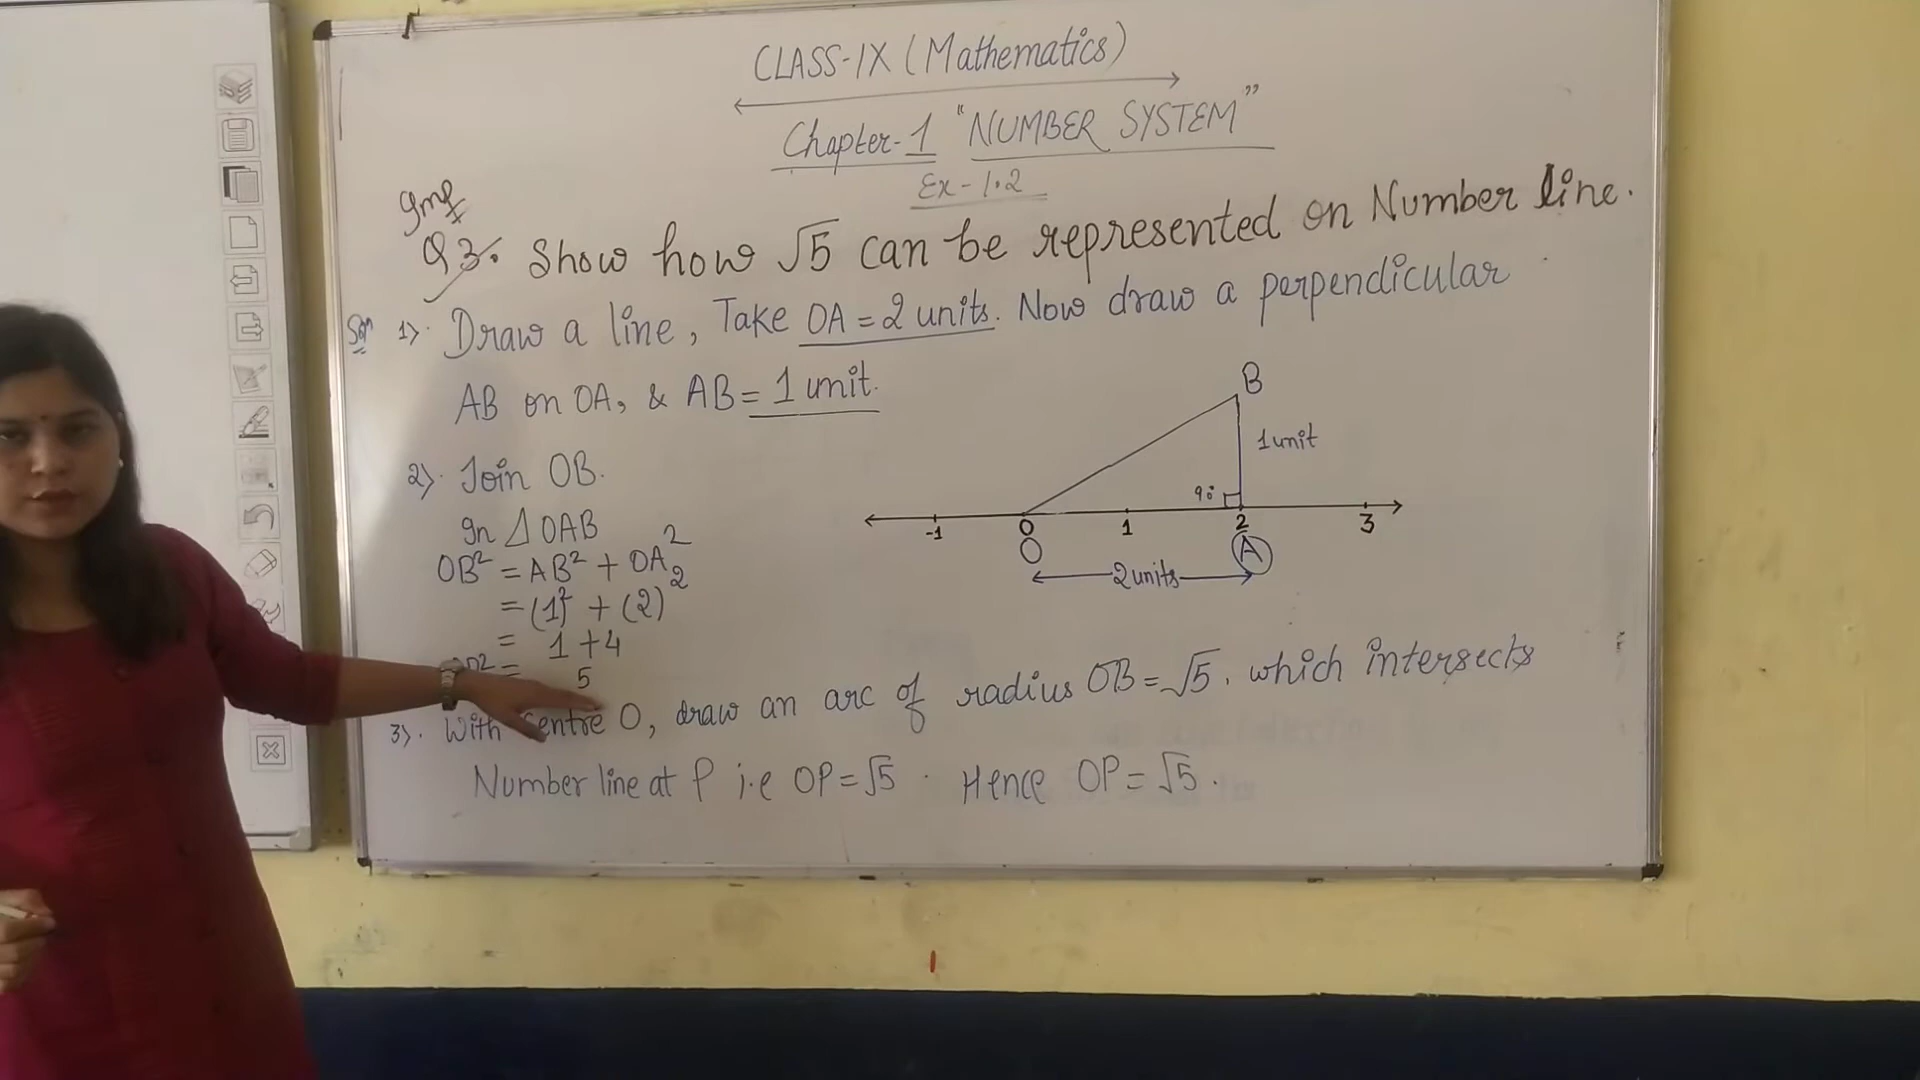 CLASS-IX (Mathematics)
Chapter-1 "NUMBER SYSTEM"
Ex-1.2
Imp
Q3. Show how √5 can be represented on Number line.
Soln 1). Draw a line, Take OA = 2 units. Now draw a perpendicular
AB on OA, & AB = 1 unit.
2). Join OB.
In △OAB
OB² = AB² + OA²
= (1)² + (2)²
= 1 + 4
= 5
3). With centre O, draw an arc of radius OB = √5. which intersects
Number line at P i.e OP = √5. Hence OP = √5.
B
1 unit
90°
-1 0 1 2 3
O A
2 units